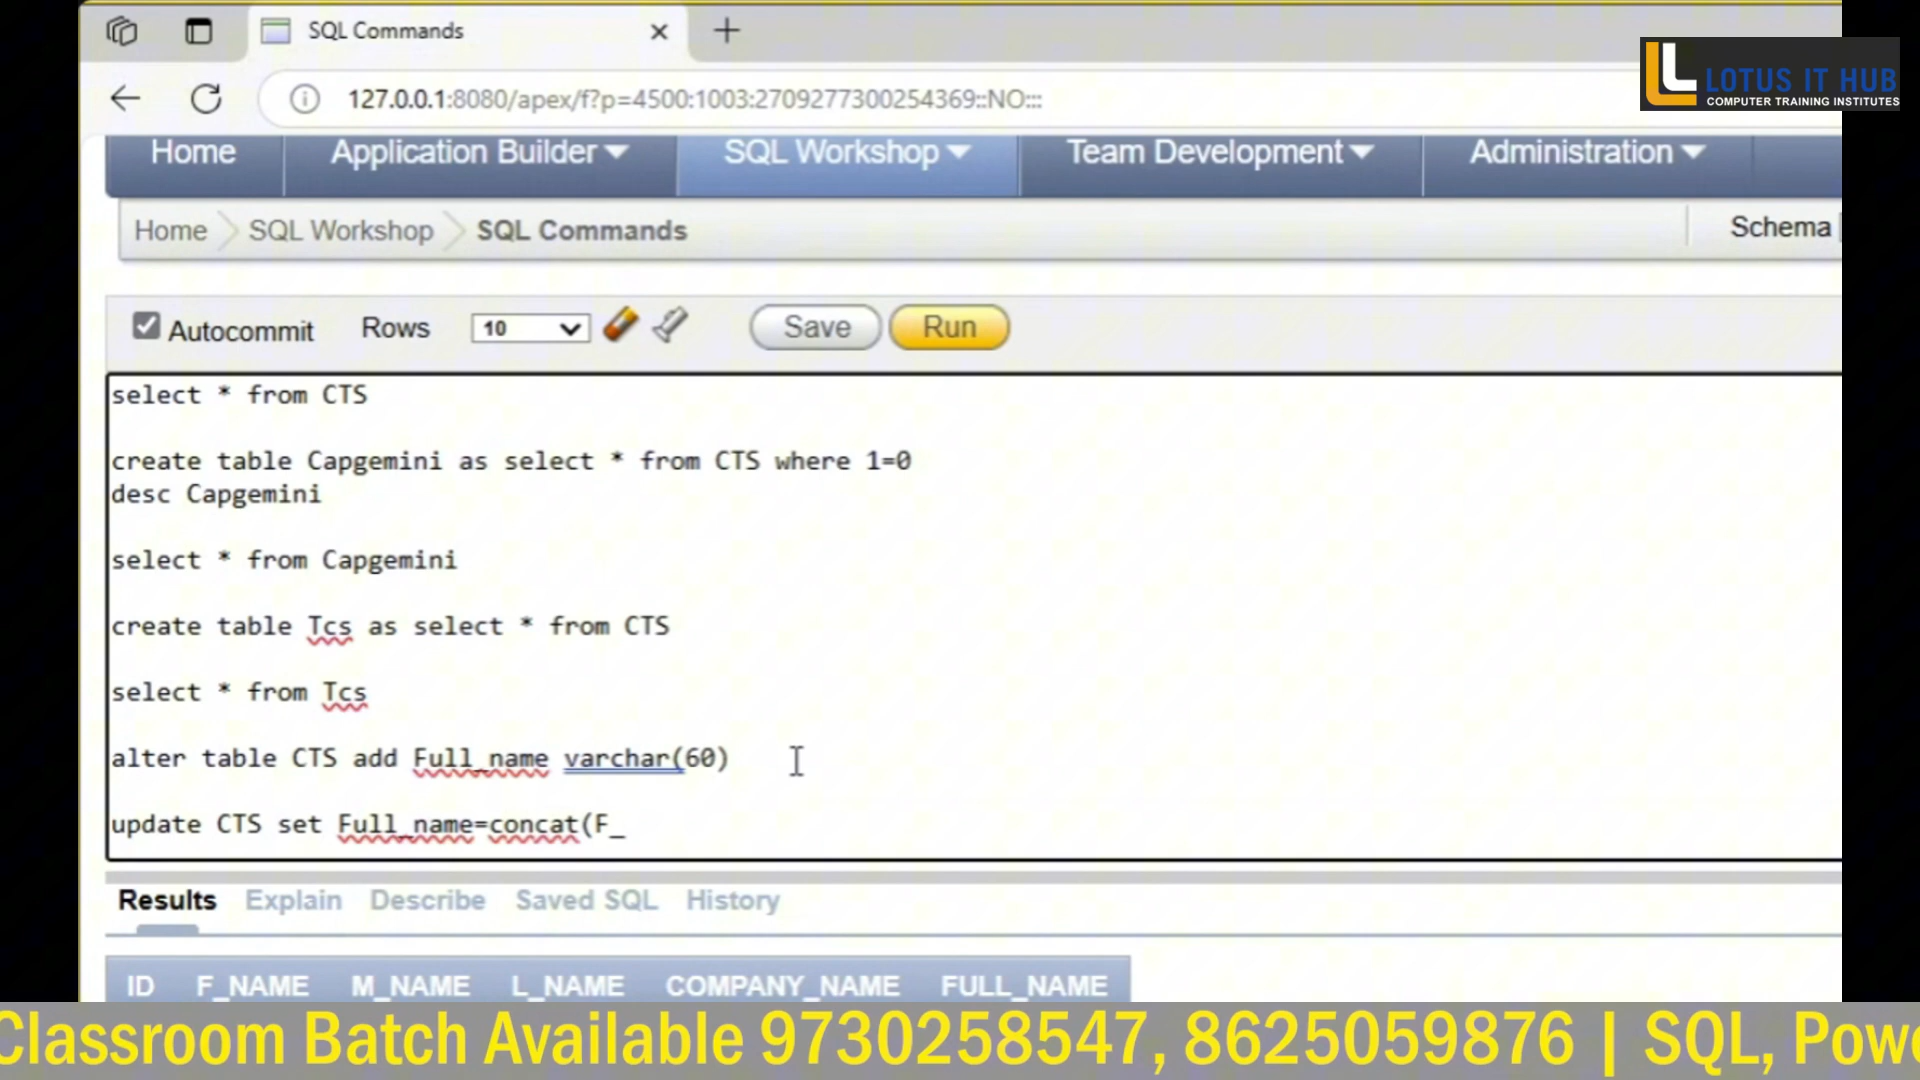 SQL Commands
127.0.0.1:8080/apex/f?p=4500:1003:2709277300254369::NO:::
LOTUS IT HUB
COMPUTER TRAINING INSTITUTES
Home Application Builder SQL Workshop Team Development Administration
Home SQL Workshop SQL Commands Schema
Autocommit Rows 10 Save Run
select * from CTS
create table Capgemini as select * from CTS where 1=0
desc Capgemini
select * from Capgemini
create table Tcs as select * from CTS
select * from Tcs
alter table CTS add Full_name varchar(60)
update CTS set Full_name=concat(F_
Results Explain Describe Saved SQL History
ID F_NAME M_NAME L_NAME COMPANY_NAME FULL_NAME
Classroom Batch Available 9730258547, 8625059876 | SQL, Powe